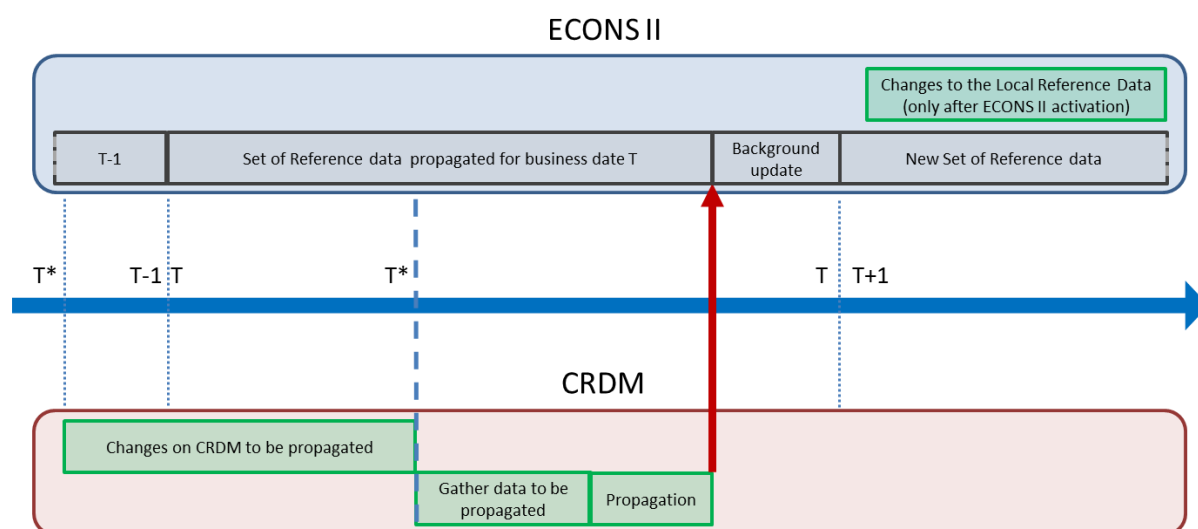 ECONS II
Changes to the Local Reference Data
(only after ECONS II activation)
T-1
Set of Reference data propagated for business date T
Background
update
New Set of Reference data
T*
T-1
T
T*
T
T+1
CRDM
Changes on CRDM to be propagated
Gather data to be
propagated
Propagation